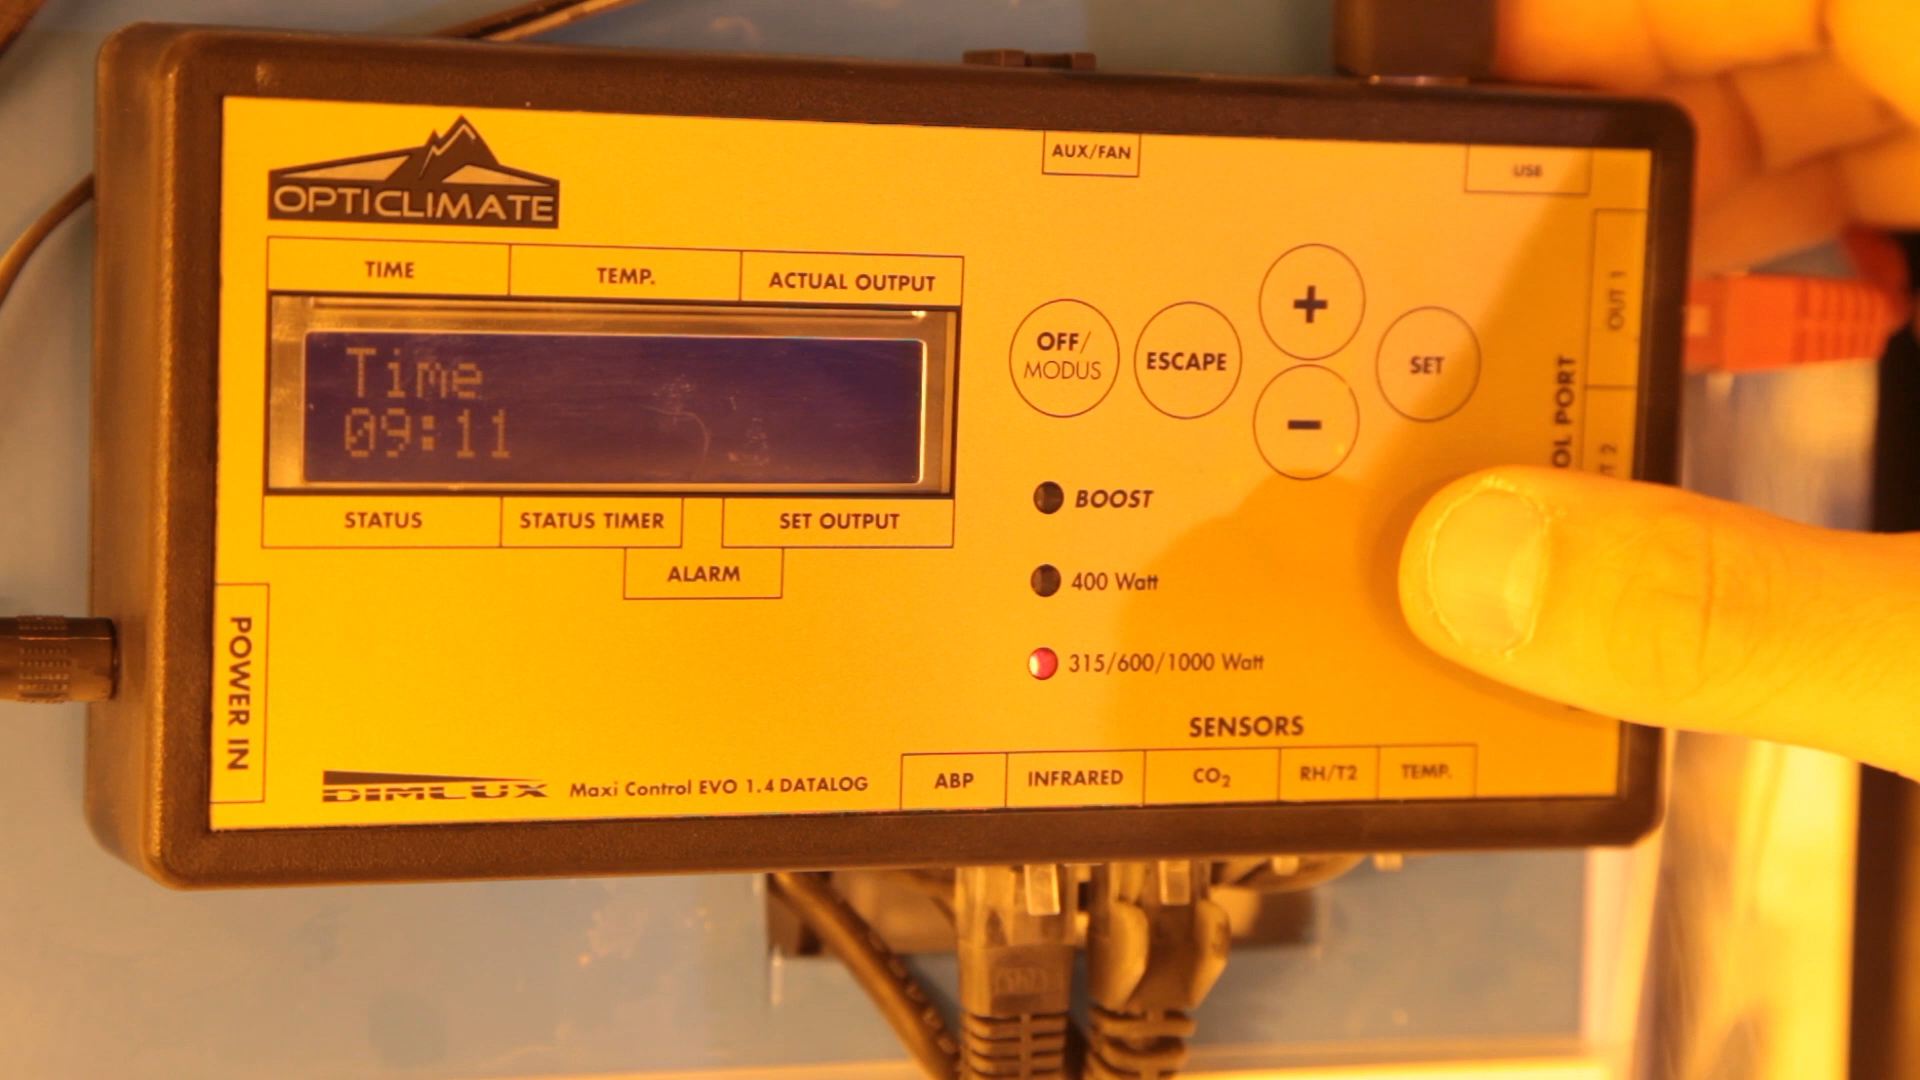 OPTICLIMATE
AUX/FAN
USB
TIME
TEMP.
ACTUAL OUTPUT
Time
09:11
STATUS
STATUS TIMER
SET OUTPUT
ALARM
OFF/
MODUS
ESCAPE
+
-
SET
OUT 1
BOOST
400 Watt
315/600/1000 Watt
POWER IN
DIMLUX
Maxi Control EVO 1.4 DATALOG
SENSORS
ABP
INFRARED
CO₂
RH/T2
TEMP.